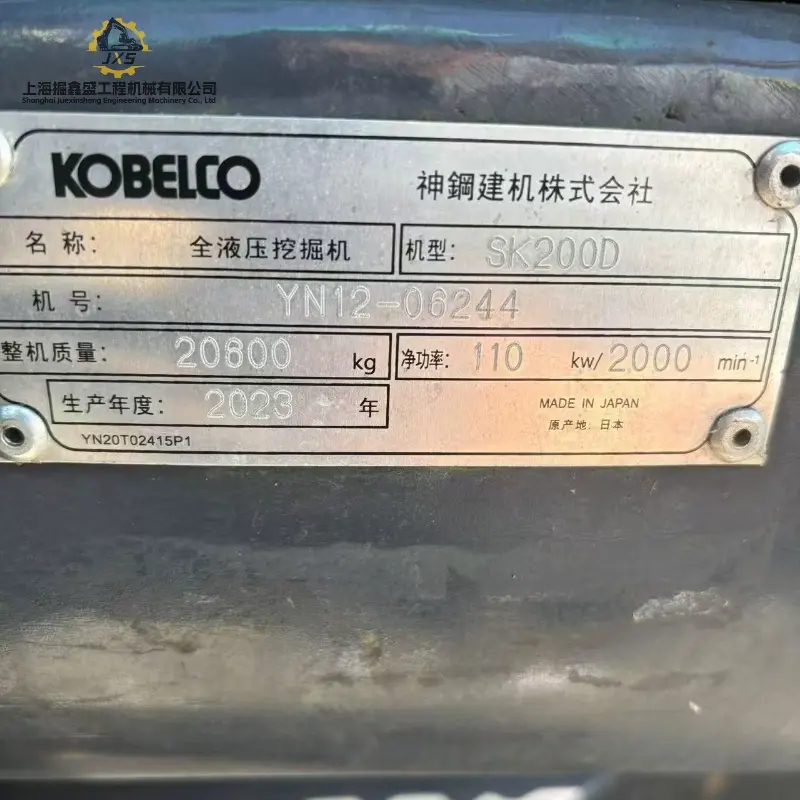 JXS
上海掘鑫盛工程机械有限公司
Shanghai Juexinsheng Engineering Machinery Co., Ltd
KOBELCO 神鋼建机株式会社
名称: 全液压挖掘机 机型: SK200D
机号: YN12-06244
整机质量: 20600 kg 净功率: 110 kw/ 2000 min-1
生产年度: 2023 年 MADE IN JAPAN
原产地: 日本
YN20T02415P1